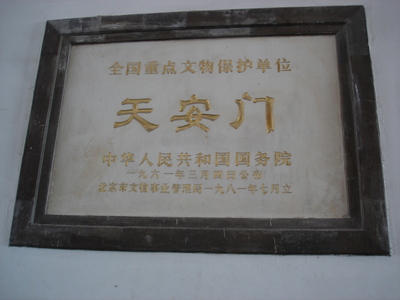 全国重点文物保护单位
天安门
中华人民共和国国务院
一九六一年三月四日公布
北京市文物事业管理局一九八一年七月立